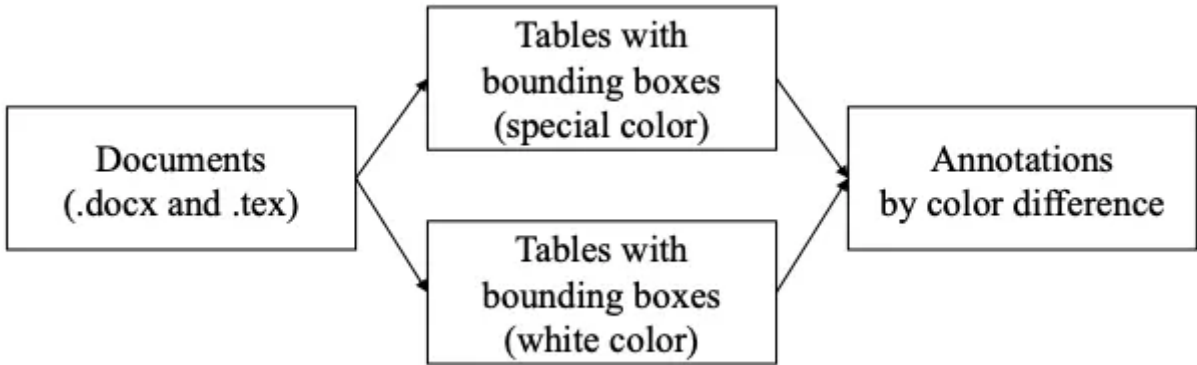 Documents
(.docx and .tex)
Tables with
bounding boxes
(special color)
Tables with
bounding boxes
(white color)
Annotations
by color difference